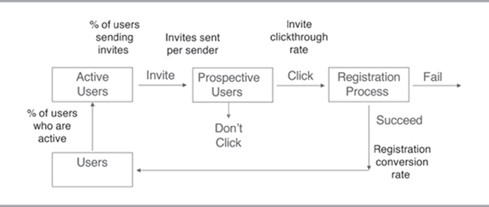 % of users
sending
invites
Invites sent
per sender
Invite
clickthrough
rate
Active
Users
Invite
Prospective
Users
Click
Registration
Process
Fail
% of users
who are
active
Don't
Click
Succeed
Users
Registration
conversion
rate